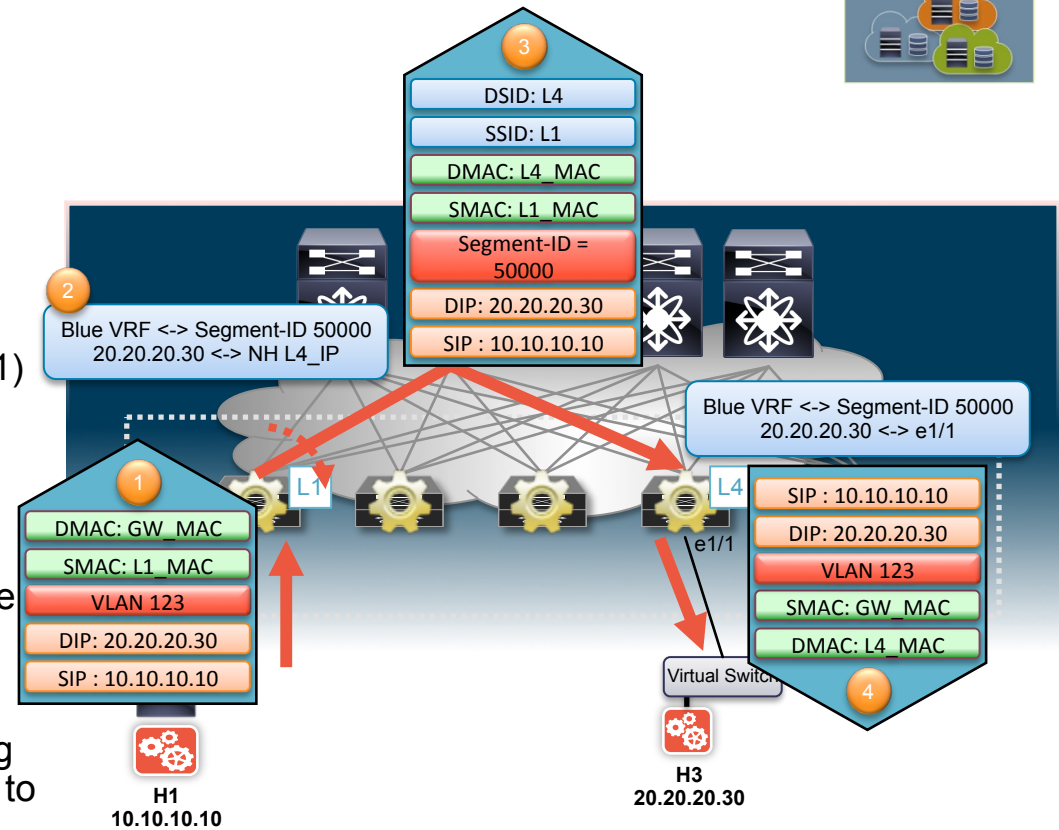 3
DSID: L4
SSID: L1
DMAC: L4_MAC
SMAC: L1_MAC
Segment-ID =
50000
DIP: 20.20.20.30
SIP : 10.10.10.10
2
Blue VRF <-> Segment-ID 50000
20.20.20.30 <-> NH L4_IP
1)
Blue VRF <-> Segment-ID 50000
20.20.20.30 <-> e1/1
1
L1
DMAC: GW_MAC
SMAC: L1_MAC
VLAN 123
DIP: 20.20.20.30
SIP : 10.10.10.10
e
g
to
H1
10.10.10.10
L4
e1/1
SIP : 10.10.10.10
DIP: 20.20.20.30
VLAN 123
SMAC: GW_MAC
DMAC: L4_MAC
4
Virtual Switch
H3
20.20.20.30